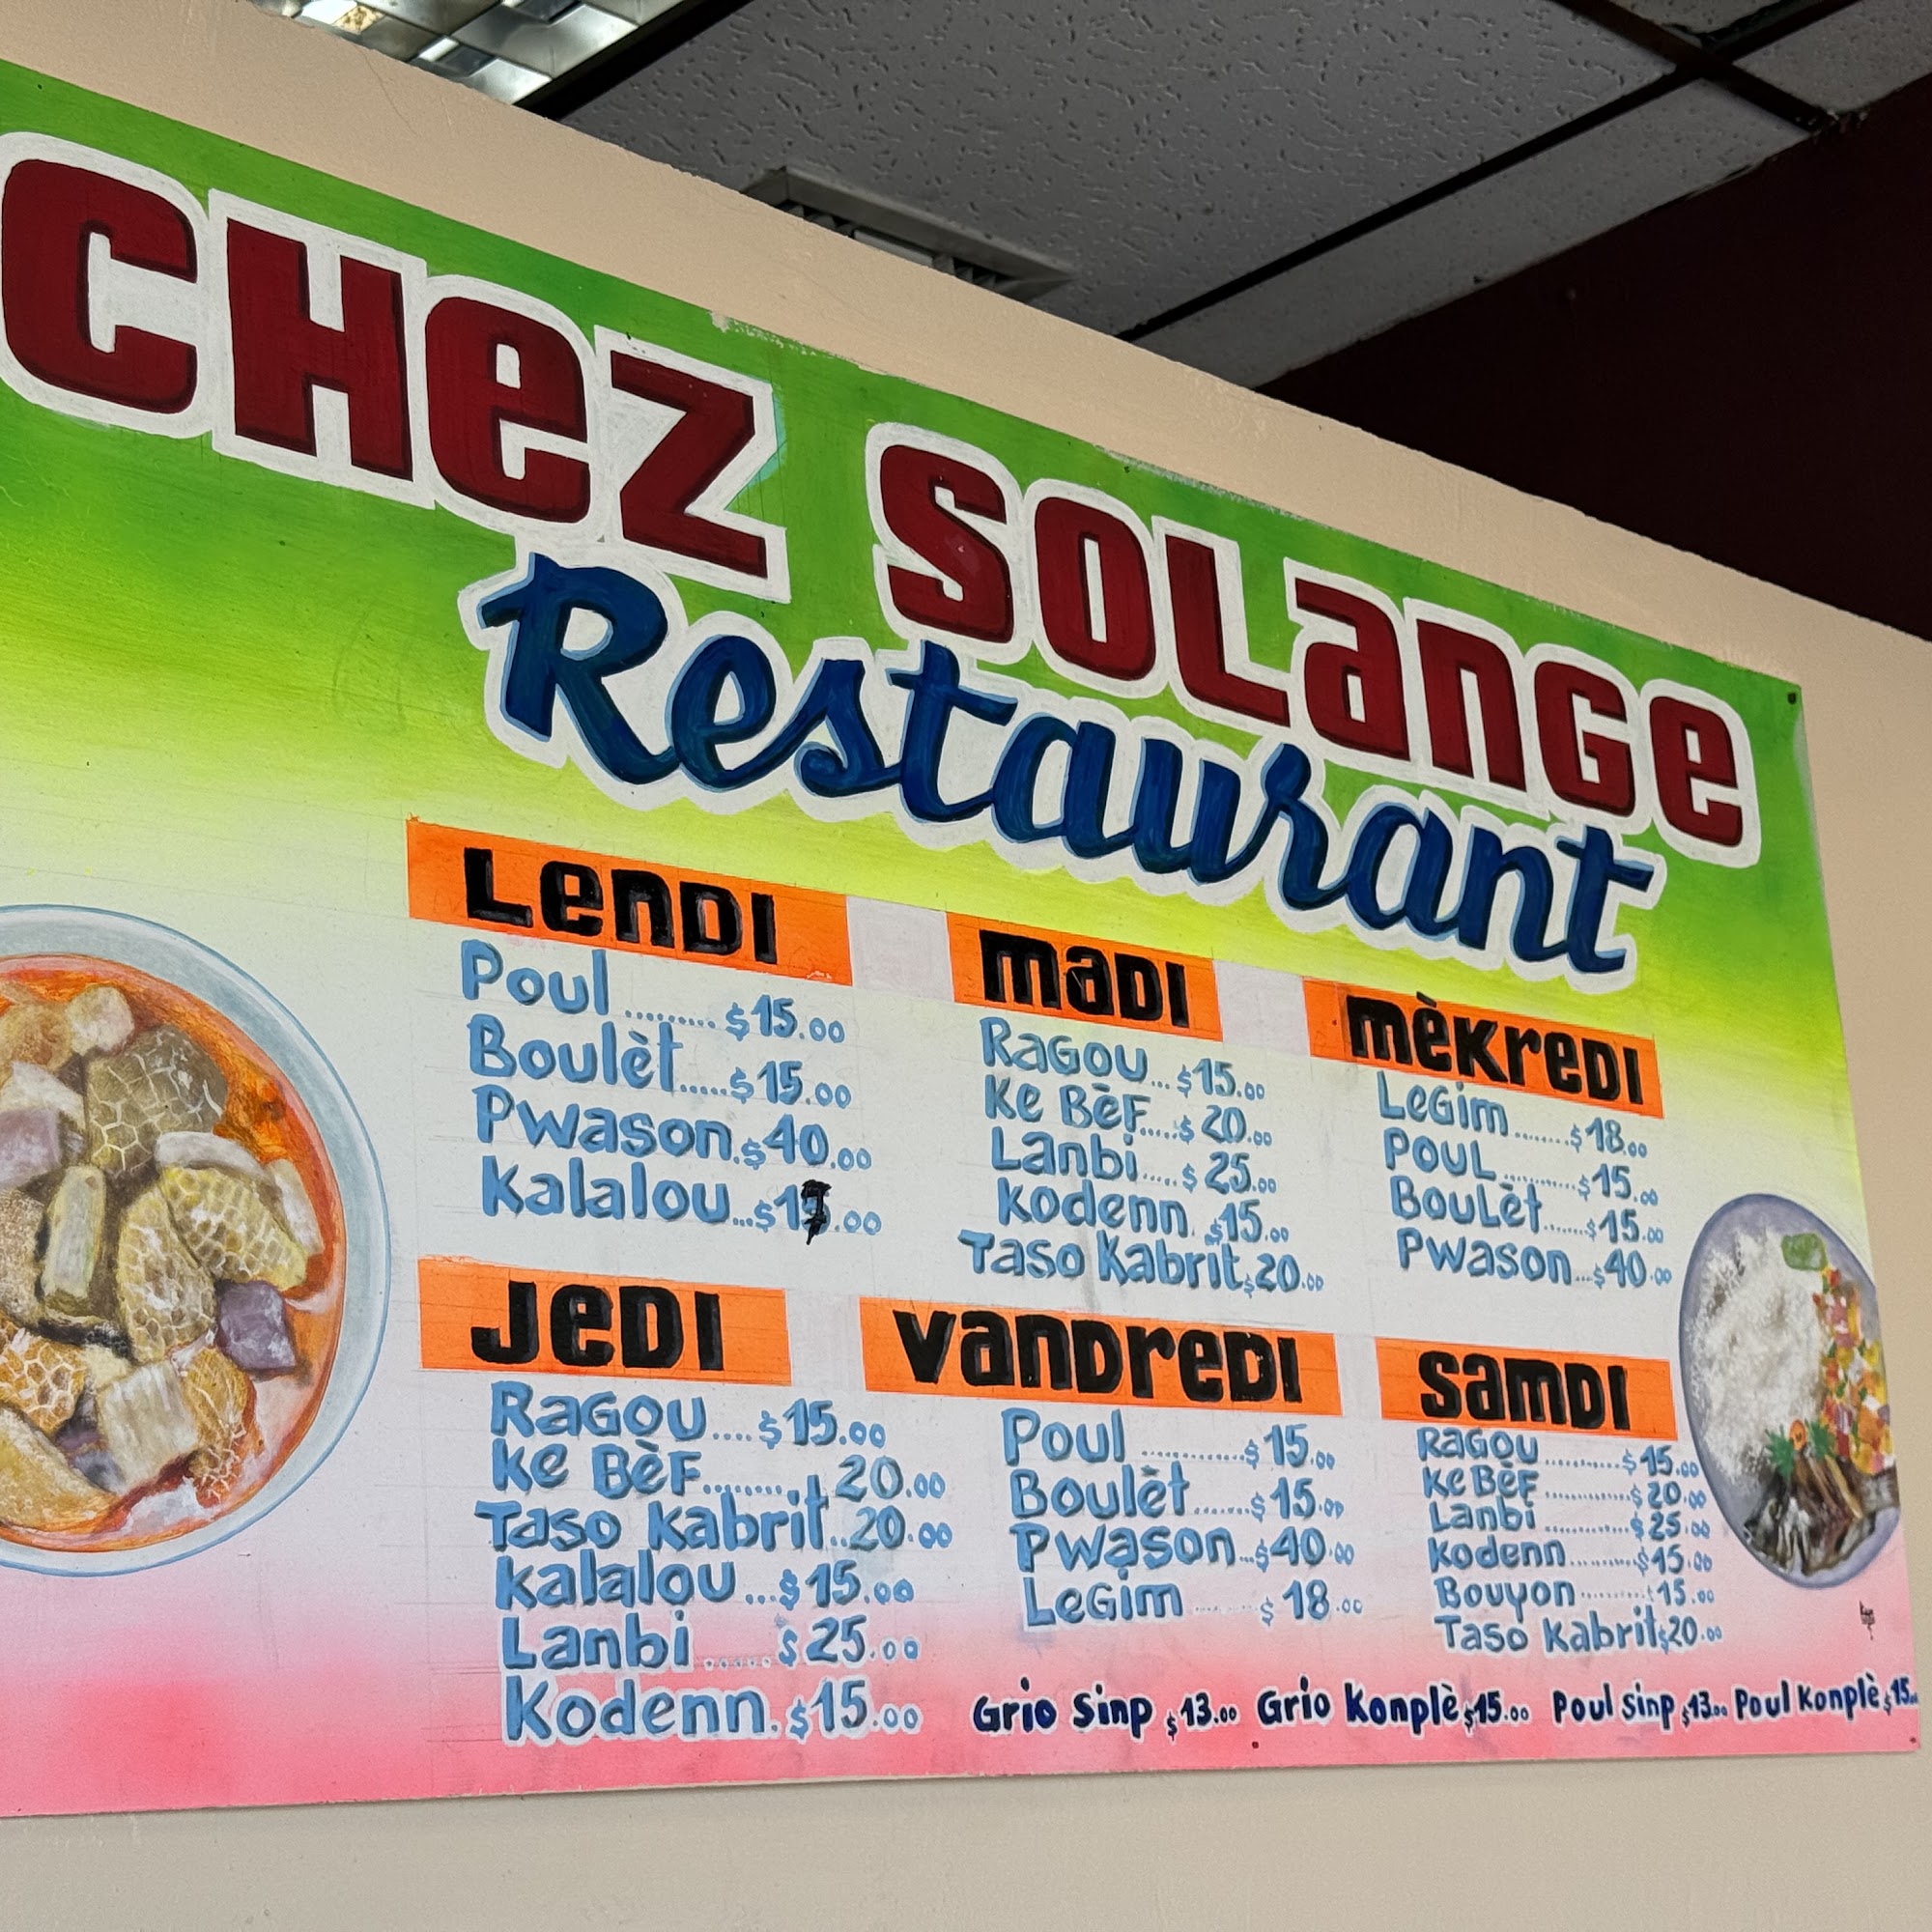 CHEZ SOLANGE
Restaurant
LENDI
Poul ......... $15.00
Boulèt ...... $15.00
Pwason . $40.00
Kalalou ... $1 .00
MADI
Ragou ... $15.00
Ke Bèf ..... $20.00
Lanbi ..... $25.00
Kodenn . $15.00
Taso Kabrit . $20.00
MÈKREDI
Legim ........ $18.00
Poul .......... $15.00
Boulèt ....... $15.00
Pwason ... $40.00
JEDI
Ragou .... $15.00
Ke Bèf ........ 20.00
Taso Kabrit .. 20.00
Kalalou ... $15.00
Lanbi ...... $25.00
Kodenn . $15.00
VANDREDI
Poul .......... $15.00
Boulèt ...... $15.00
Pwason ... $40.00
Legim ...... $18.00
SAMDI
Ragou .......... $15.00
Ke Bèf ........... $20.00
Lanbi ........... $25.00
Kodenn ......... $15.00
Bouyon ......... $15.00
Taso Kabrit $20.00
Grio Sinp $13.00 Grio Konplè $15.00 Poul Sinp $13.00 Poul Konplè $15.00